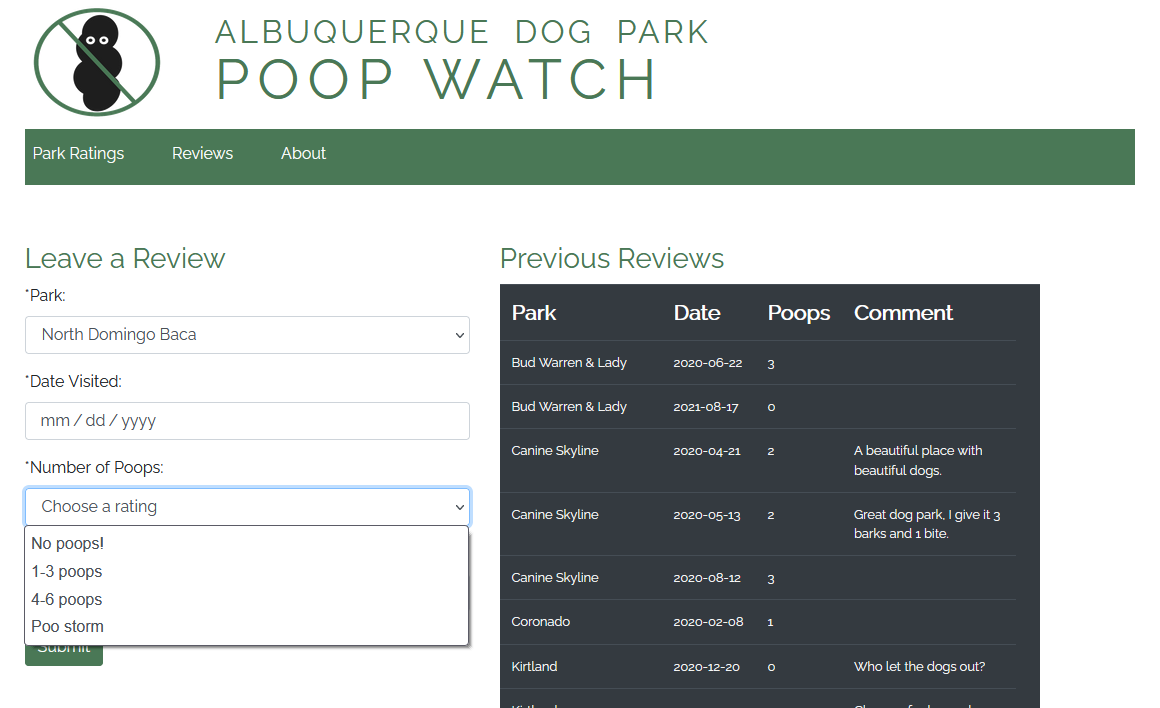 ALBUQUERQUE DOG PARK
POOP WATCH
Park Ratings
Reviews
About
Leave a Review
*Park:
North Domingo Baca
*Date Visited:
mm / dd / yyyy
*Number of Poops:
Choose a rating
No poops!
1-3 poops
4-6 poops
Poo storm
Submit
Previous Reviews
Park Date Poops Comment
Bud Warren & Lady 2020-06-22 3
Bud Warren & Lady 2021-08-17 0
Canine Skyline 2020-04-21 2 A beautiful place with
beautiful dogs.
Canine Skyline 2020-05-13 2 Great dog park, I give it 3
barks and 1 bite.
Canine Skyline 2020-08-12 3
Coronado 2020-02-08 1
Kirtland 2020-12-20 0 Who let the dogs out?